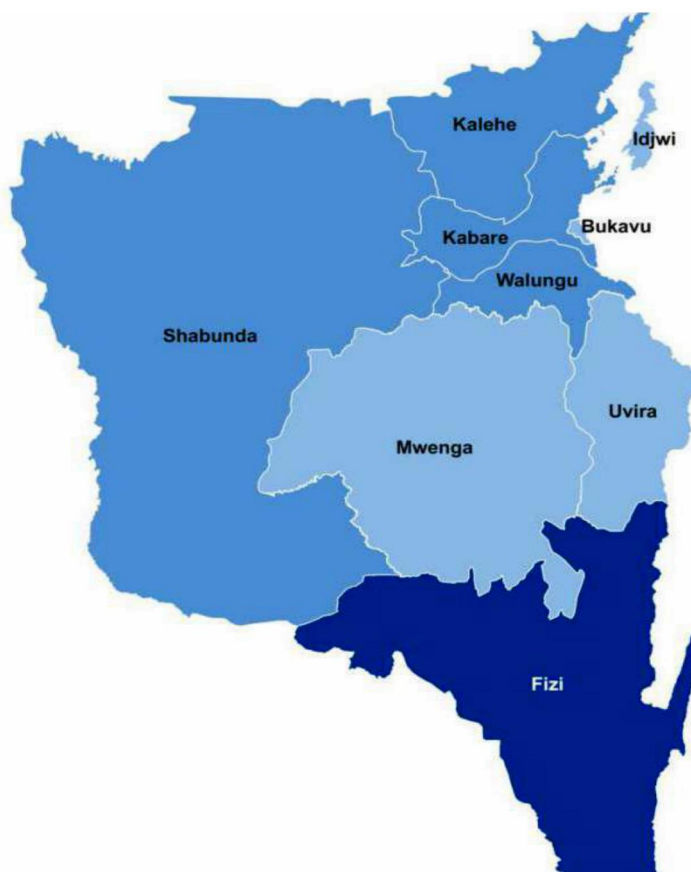 Kalehe
Idjwi
Bukavu
Kabare
Walungu
Shabunda
Uvira
Mwenga
Fizi